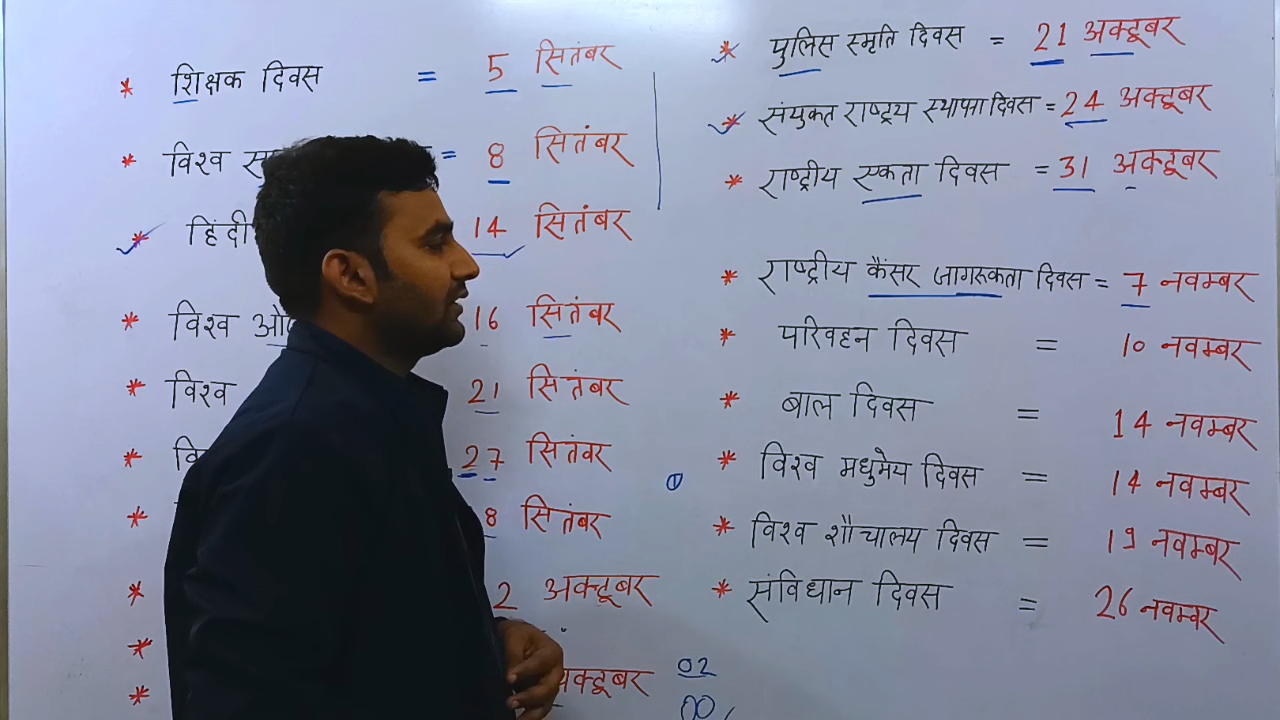 * शिक्षक दिवस = 5 सितंबर
* विश्व = 8 सितंबर
* हिंदी 14 सितंबर
* विश्व 16 सितंबर
* विश्व 21 सितंबर
* 27 सितंबर
* 8 सितंबर
* 2 अक्टूबर
*
* अक्टूबर
02
* पुलिस स्मृति दिवस = 21 अक्टूबर
* संयुक्त राष्ट्रय स्थापना दिवस = 24 अक्टूबर
* राष्ट्रीय एकता दिवस = 31 अक्टूबर
* राष्ट्रीय कैंसर जागरूकता दिवस = 7 नवम्बर
* परिवहन दिवस = 10 नवम्बर
* बाल दिवस = 14 नवम्बर
① * विश्व मधुमेय दिवस = 14 नवम्बर
* विश्व शौचालय दिवस = 19 नवम्बर
* संविधान दिवस = 26 नवम्बर